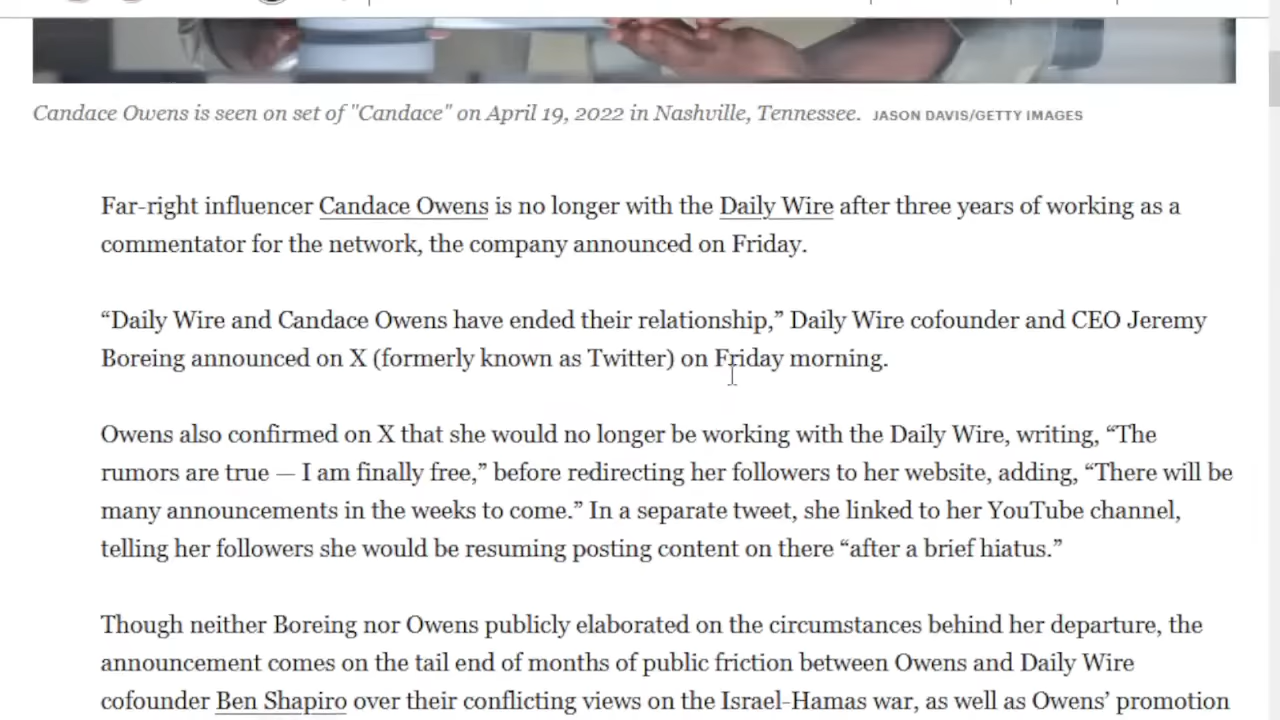 Candace Owens is seen on set of "Candace" on April 19, 2022 in Nashville, Tennessee. JASON DAVIS/GETTY IMAGES
Far-right influencer Candace Owens is no longer with the Daily Wire after three years of working as a
commentator for the network, the company announced on Friday.
“Daily Wire and Candace Owens have ended their relationship,” Daily Wire cofounder and CEO Jeremy
Boreing announced on X (formerly known as Twitter) on Friday morning.
Owens also confirmed on X that she would no longer be working with the Daily Wire, writing, “The
rumors are true — I am finally free,” before redirecting her followers to her website, adding, “There will be
many announcements in the weeks to come.” In a separate tweet, she linked to her YouTube channel,
telling her followers she would be resuming posting content on there “after a brief hiatus.”
Though neither Boreing nor Owens publicly elaborated on the circumstances behind her departure, the
announcement comes on the tail end of months of public friction between Owens and Daily Wire
cofounder Ben Shapiro over their conflicting views on the Israel-Hamas war, as well as Owens’ promotion